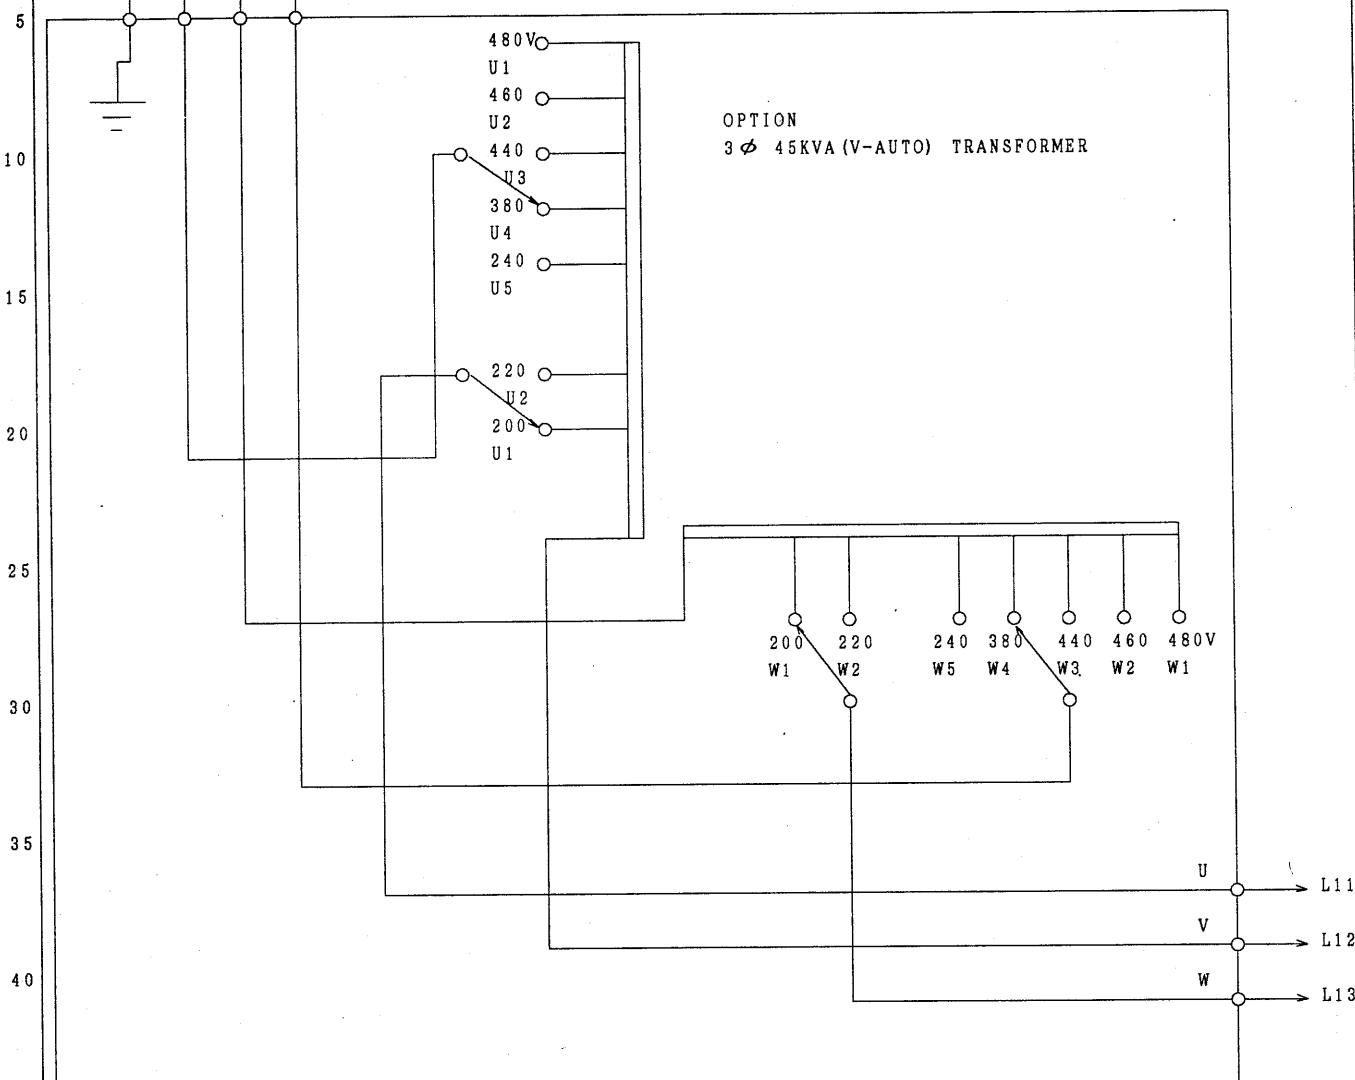 5
480V
U1
460
U2
OPTION
3φ 45KVA(V-AUTO) TRANSFORMER
10
440
U3
380
U4
240
U5
15
220
U2
20
200
U1
25
200 220 240 380 440 460 480V
W1 W2 W5 W4 W3 W2 W1
30
35
U
L11
V
L12
40
W
L13